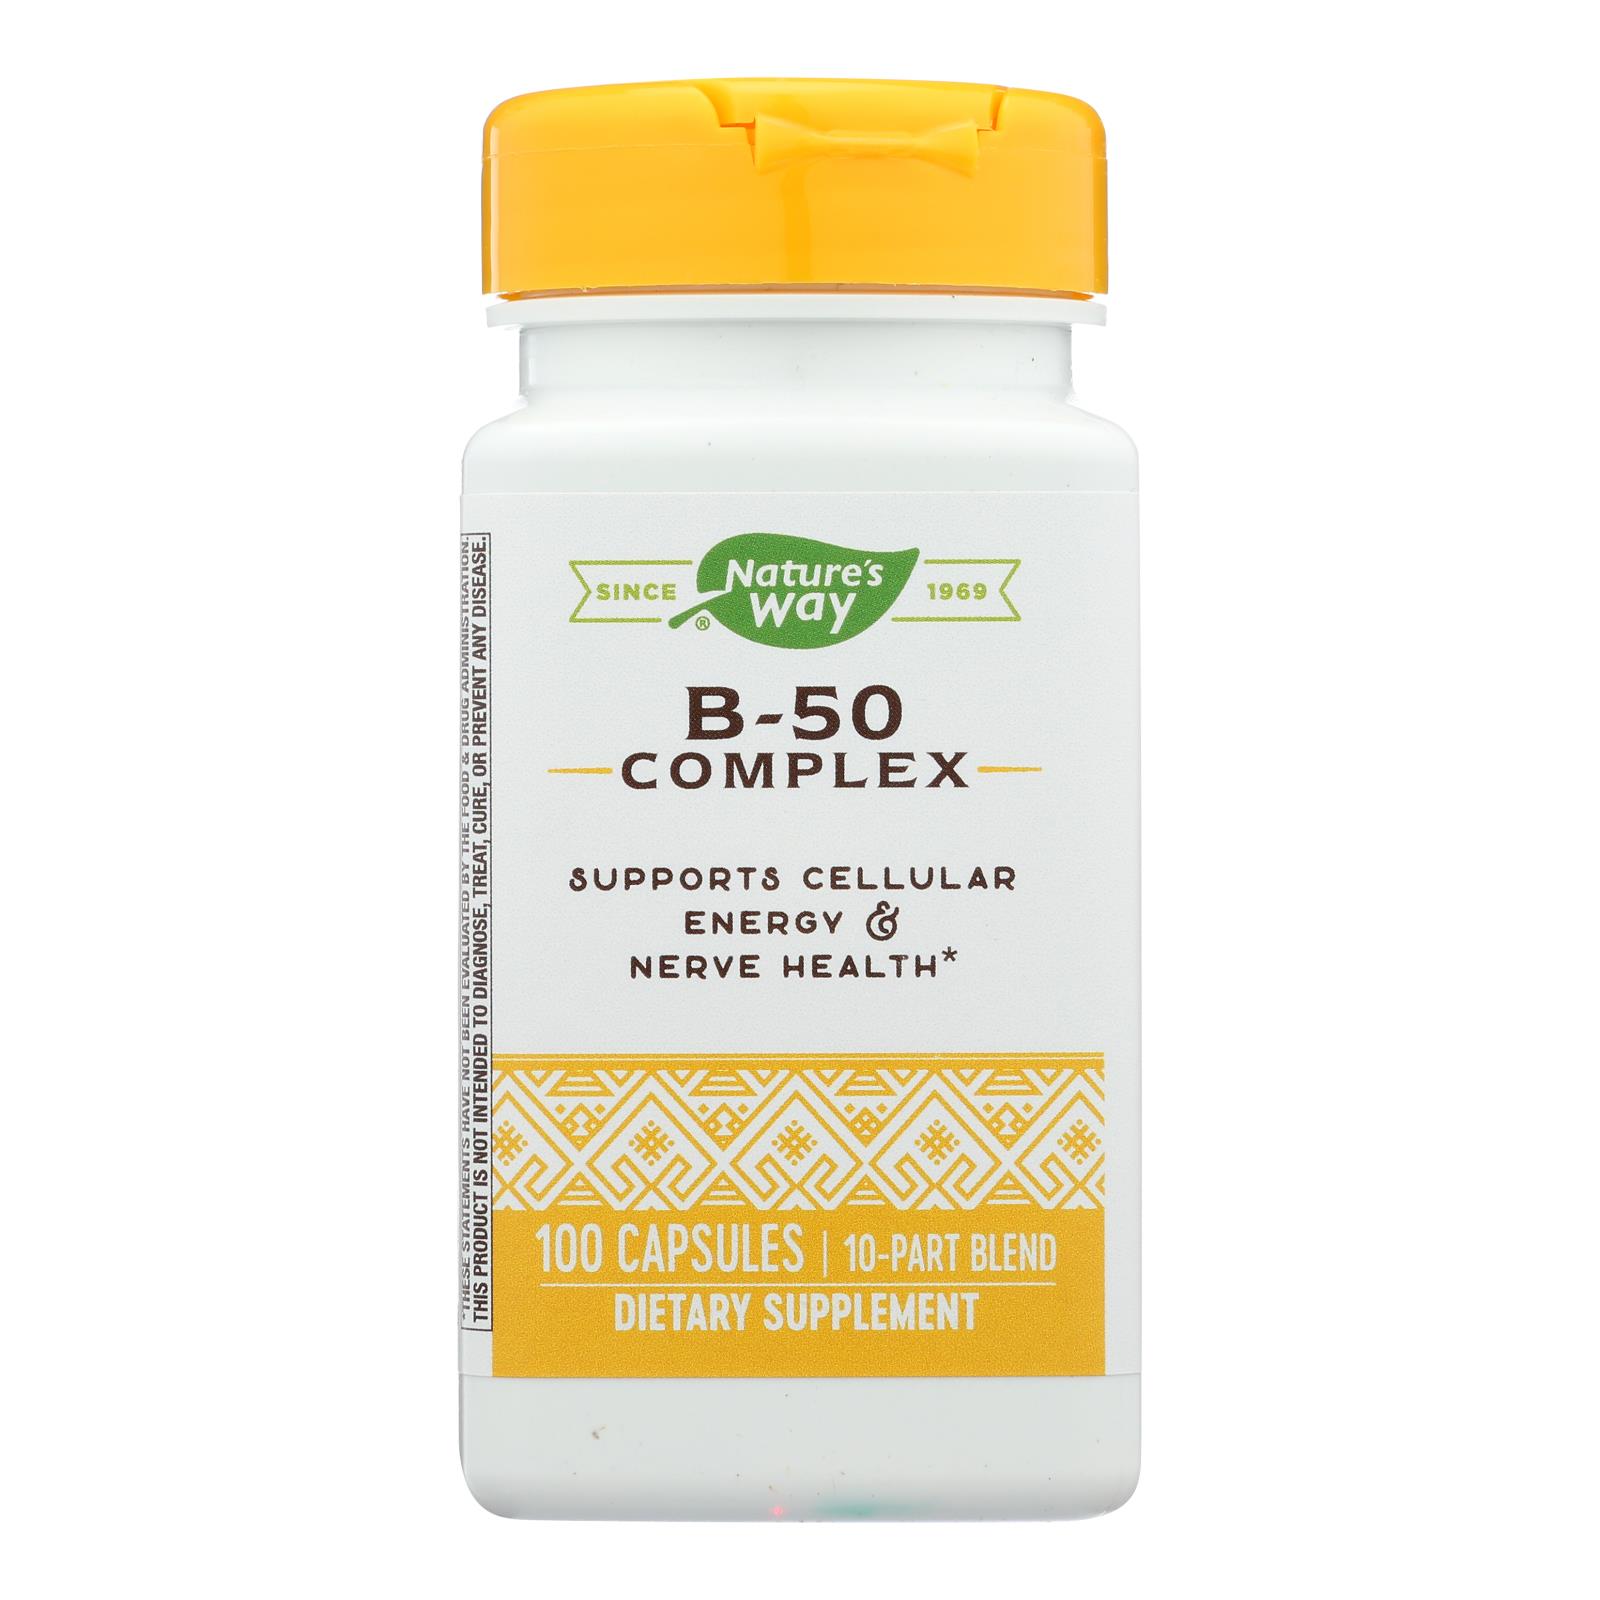 SINCE Nature's Way® 1969
B-50
COMPLEX
SUPPORTS CELLULAR
ENERGY &
NERVE HEALTH*
100 CAPSULES | 10-PART BLEND
DIETARY SUPPLEMENT
*THESE STATEMENTS HAVE NOT BEEN EVALUATED BY THE FOOD & DRUG ADMINISTRATION.
THIS PRODUCT IS NOT INTENDED TO DIAGNOSE, TREAT, CURE, OR PREVENT ANY DISEASE.